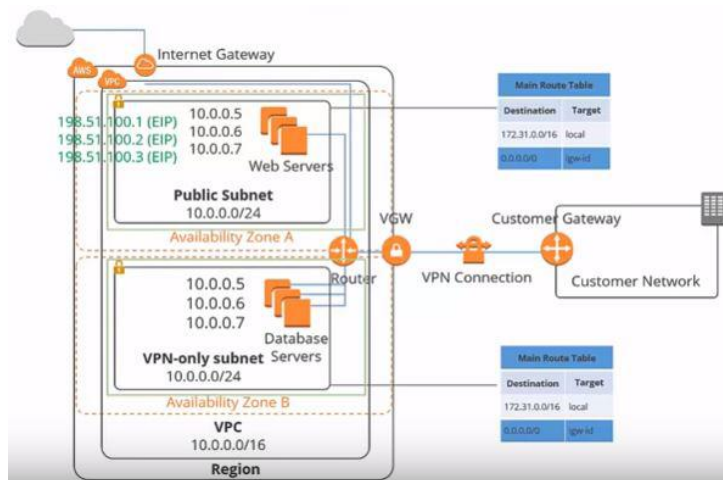 Internet Gateway
AWS
VPC
198.51.100.1 (EIP)
198.51.100.2 (EIP)
198.51.100.3 (EIP)
10.0.0.5
10.0.0.6
10.0.0.7
Web Servers
Public Subnet
10.0.0.0/24
Availability Zone A
Main Route Table
Destination Target
172.31.0.0/16 local
0.0.0.0/0 igw-id
VGW
Customer Gateway
Router
VPN Connection
Customer Network
10.0.0.5
10.0.0.6
10.0.0.7
Database
Servers
VPN-only subnet
10.0.0.0/24
Availability Zone B
Main Route Table
Destination Target
172.31.0.0/16 local
0.0.0.0/0 igw-id
VPC
10.0.0.0/16
Region